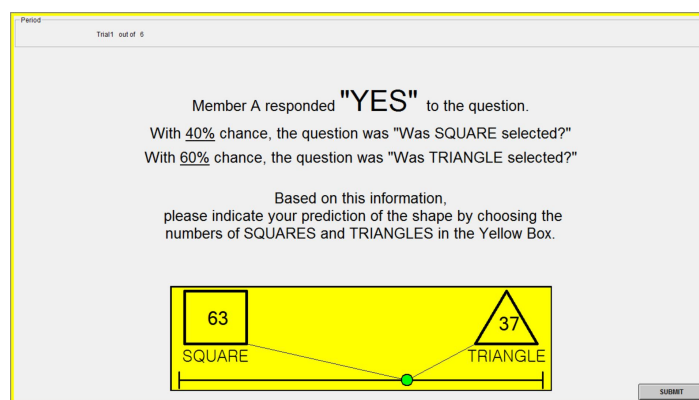 Period
Trial1 out of 6
Member A responded "YES" to the question.
With 40% chance, the question was "Was SQUARE selected?"
With 60% chance, the question was "Was TRIANGLE selected?"
Based on this information,
please indicate your prediction of the shape by choosing the
numbers of SQUARES and TRIANGLES in the Yellow Box.
63 37
SQUARE TRIANGLE
SUBMIT